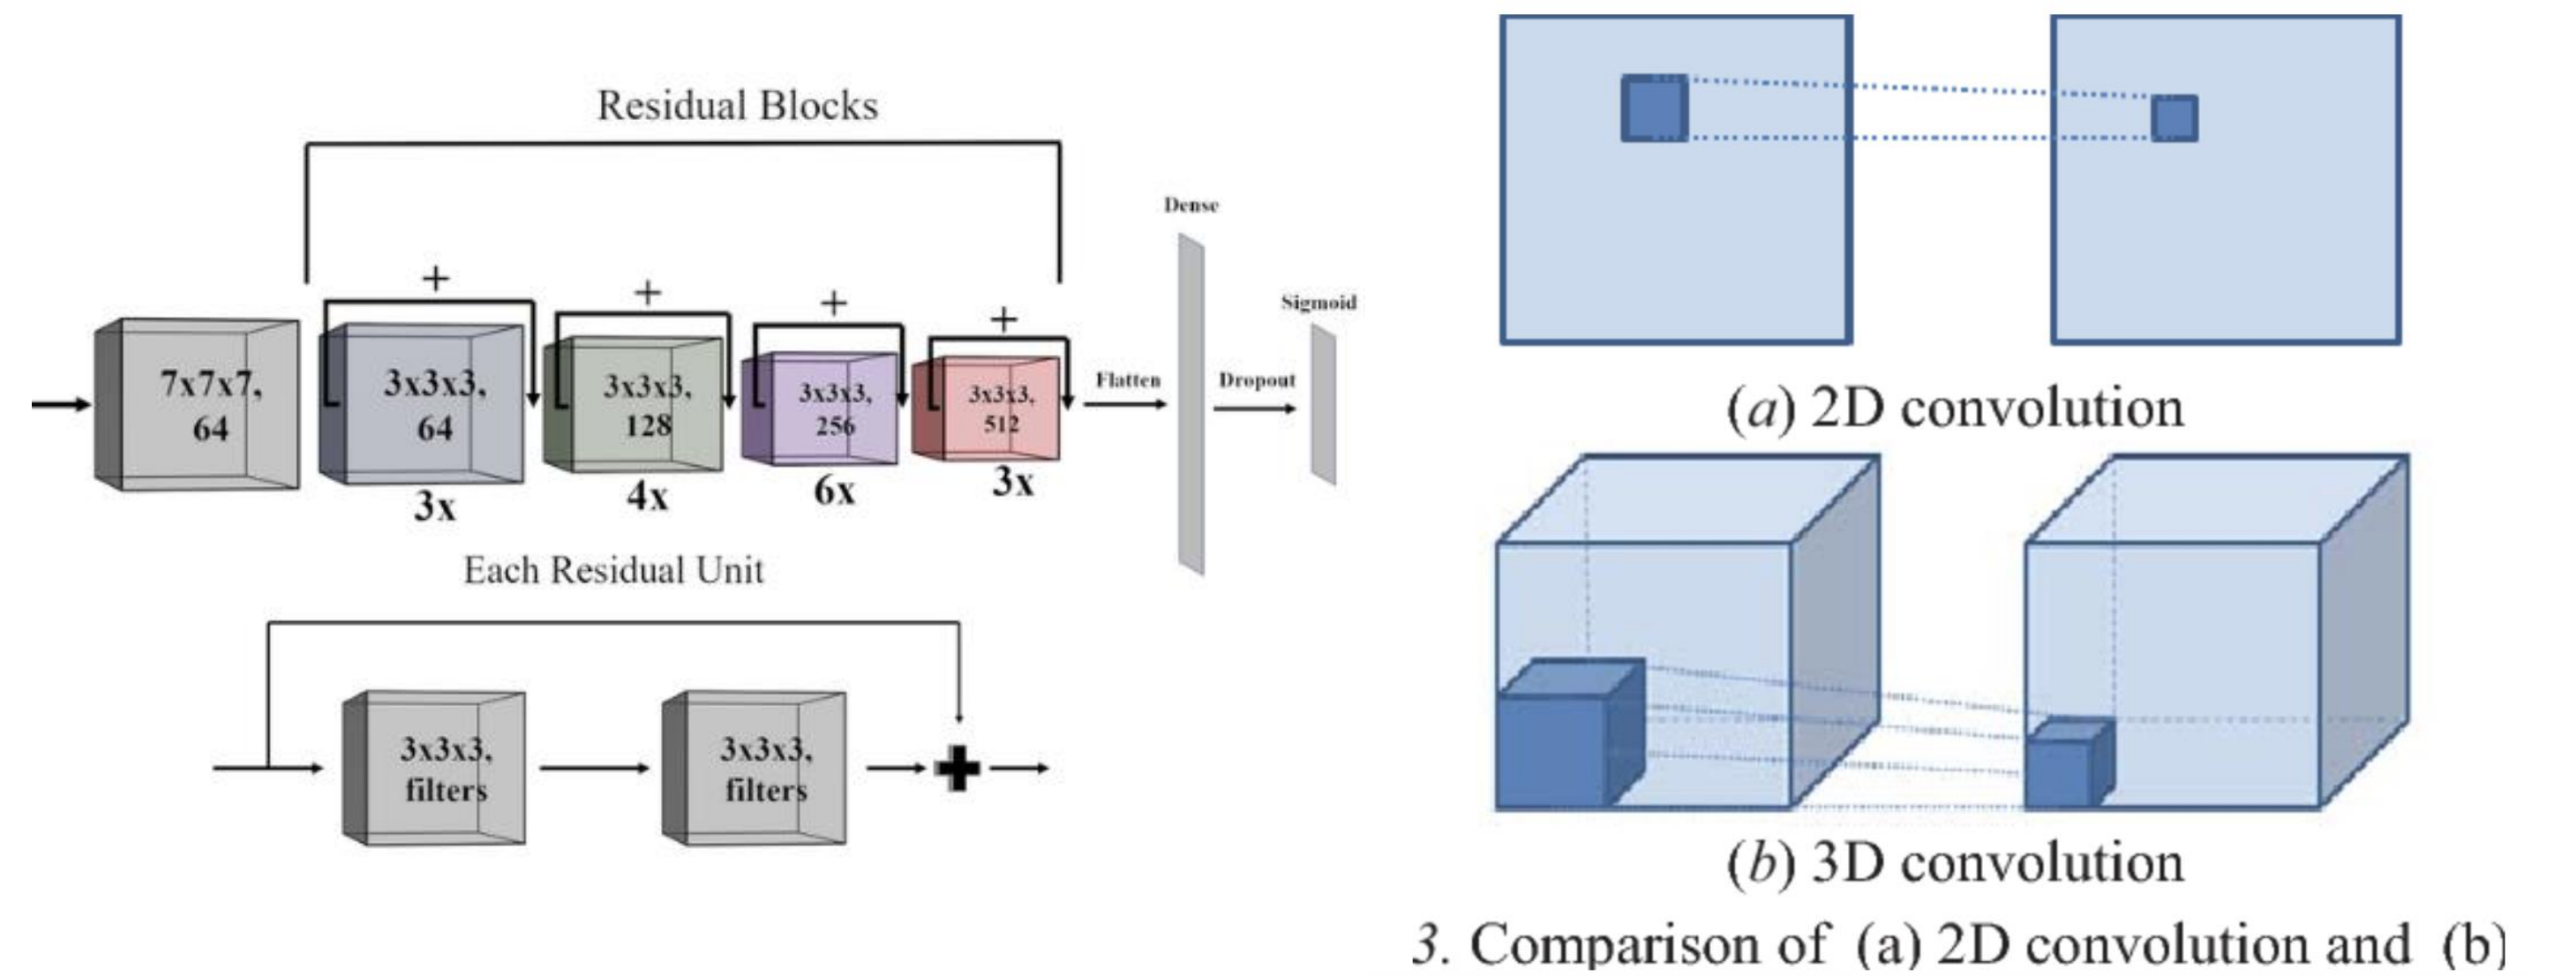 Residual Blocks
+
+
+
+
7x7x7,
64
3x3x3,
64
3x3x3,
128
3x3x3,
256
3x3x3,
512
3x
4x
6x
3x
Flatten
Dense
Dropout
Sigmoid
Each Residual Unit
3x3x3,
filters
3x3x3,
filters
(a) 2D convolution
(b) 3D convolution
3. Comparison of (a) 2D convolution and (b)